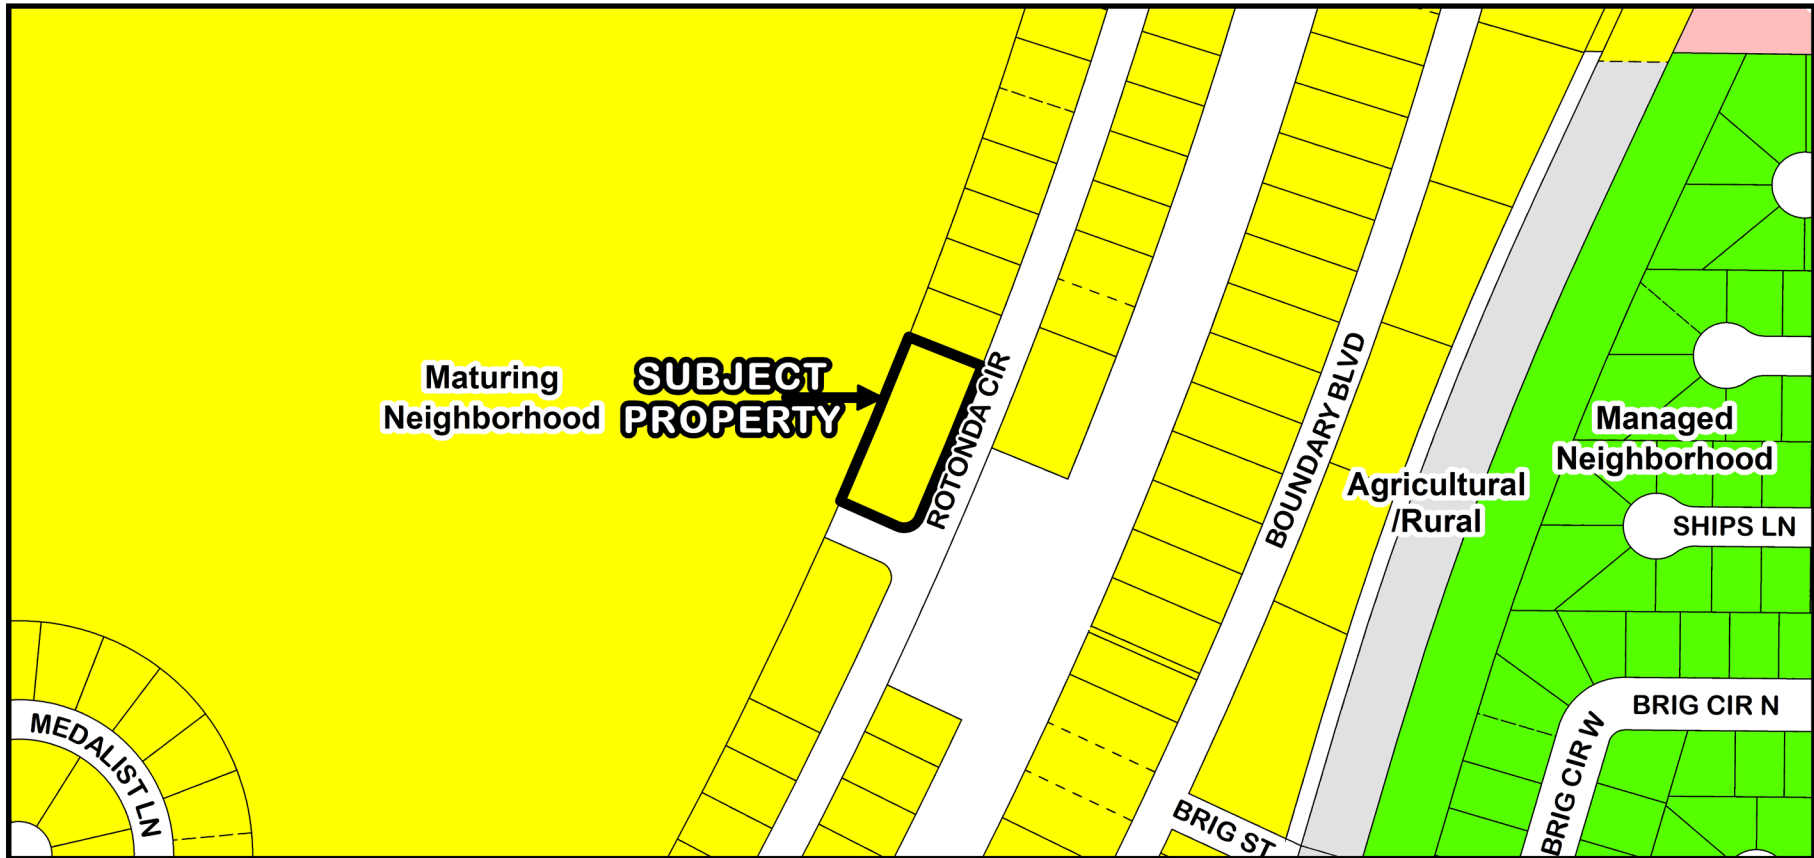 Maturing
Neighborhood
SUBJECT
PROPERTY
ROTONDA CIR
BOUNDARY BLVD
Agricultural
/Rural
Managed
Neighborhood
SHIPS LN
BRIG CIR N
BRIG CIR W
BRIG ST
MEDALIST LN